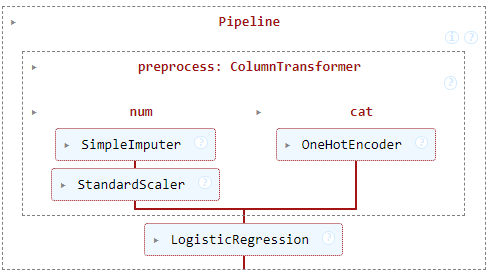 Pipeline
preprocess: ColumnTransformer
num
cat
SimpleImputer
OneHotEncoder
StandardScaler
LogisticRegression